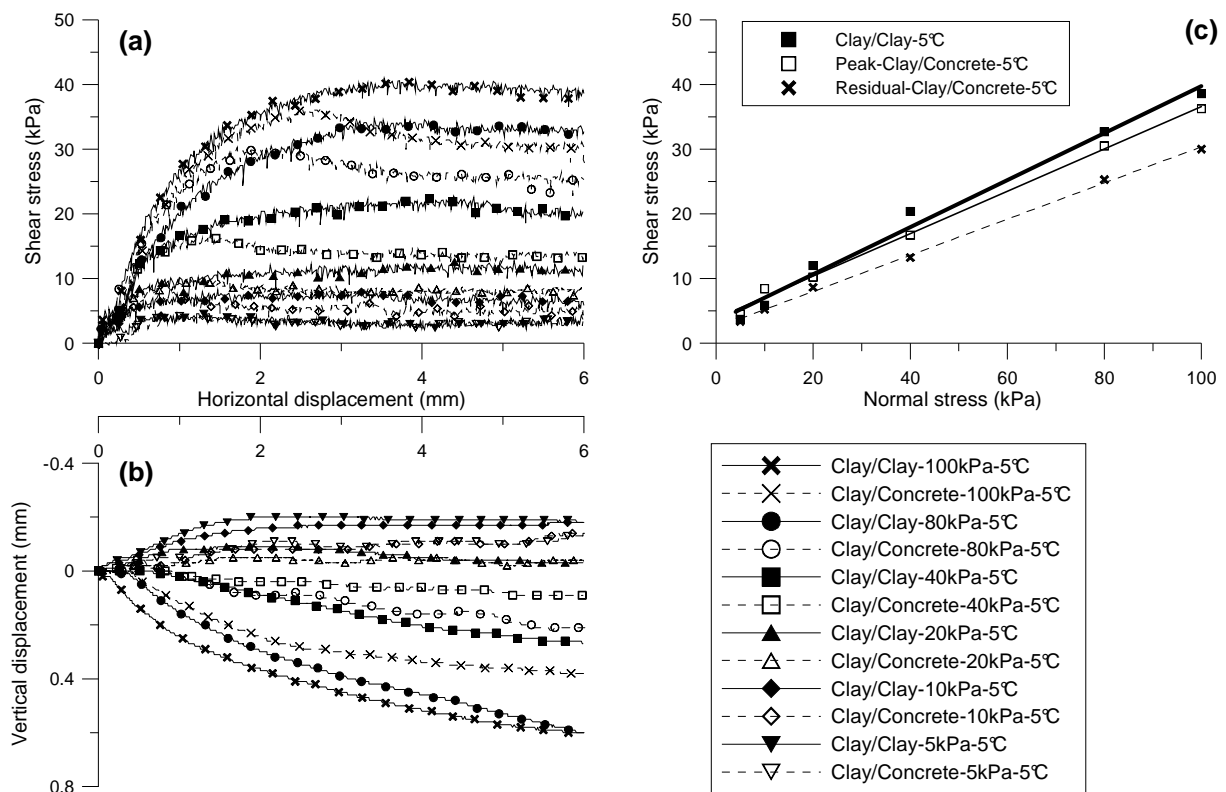 (a)
Shear stress (kPa)
50
40
30
20
10
0
0 2 4 6
Horizontal displacement (mm)
0 2 4 6
(b)
Vertical displacement (mm)
-0.4
0
0.4
0.8
(c)
Clay/Clay-5℃
Peak-Clay/Concrete-5℃
Residual-Clay/Concrete-5℃
Shear stress (kPa)
50
40
30
20
10
0
0 20 40 60 80 100
Normal stress (kPa)
Clay/Clay-100kPa-5℃
Clay/Concrete-100kPa-5℃
Clay/Clay-80kPa-5℃
Clay/Concrete-80kPa-5℃
Clay/Clay-40kPa-5℃
Clay/Concrete-40kPa-5℃
Clay/Clay-20kPa-5℃
Clay/Concrete-20kPa-5℃
Clay/Clay-10kPa-5℃
Clay/Concrete-10kPa-5℃
Clay/Clay-5kPa-5℃
Clay/Concrete-5kPa-5℃